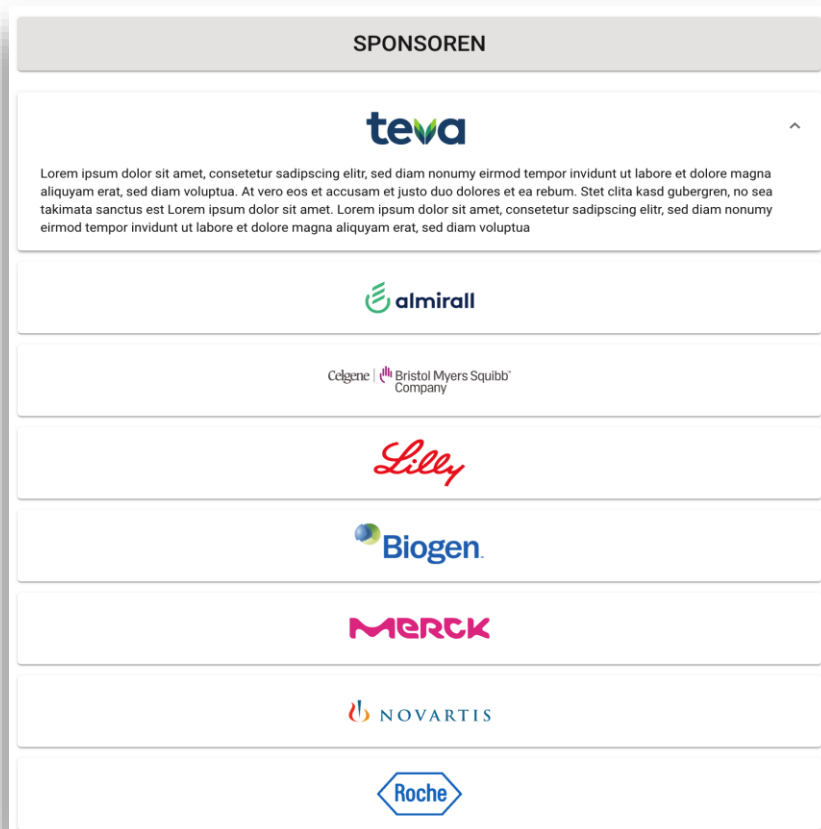 SPONSOREN
teva
Lorem ipsum dolor sit amet, consetetur sadipscing elitr, sed diam nonumy eirmod tempor invidunt ut labore et dolore magna
aliquyam erat, sed diam voluptua. At vero eos et accusam et justo duo dolores et ea rebum. Stet clita kasd gubergren, no sea
takimata sanctus est Lorem ipsum dolor sit amet. Lorem ipsum dolor sit amet, consetetur sadipscing elitr, sed diam nonumy
eirmod tempor invidunt ut labore et dolore magna aliquyam erat, sed diam voluptua
almirall
Celgene | Bristol Myers Squibb™
Company
Lilly
Biogen.
MERCK
NOVARTIS
Roche